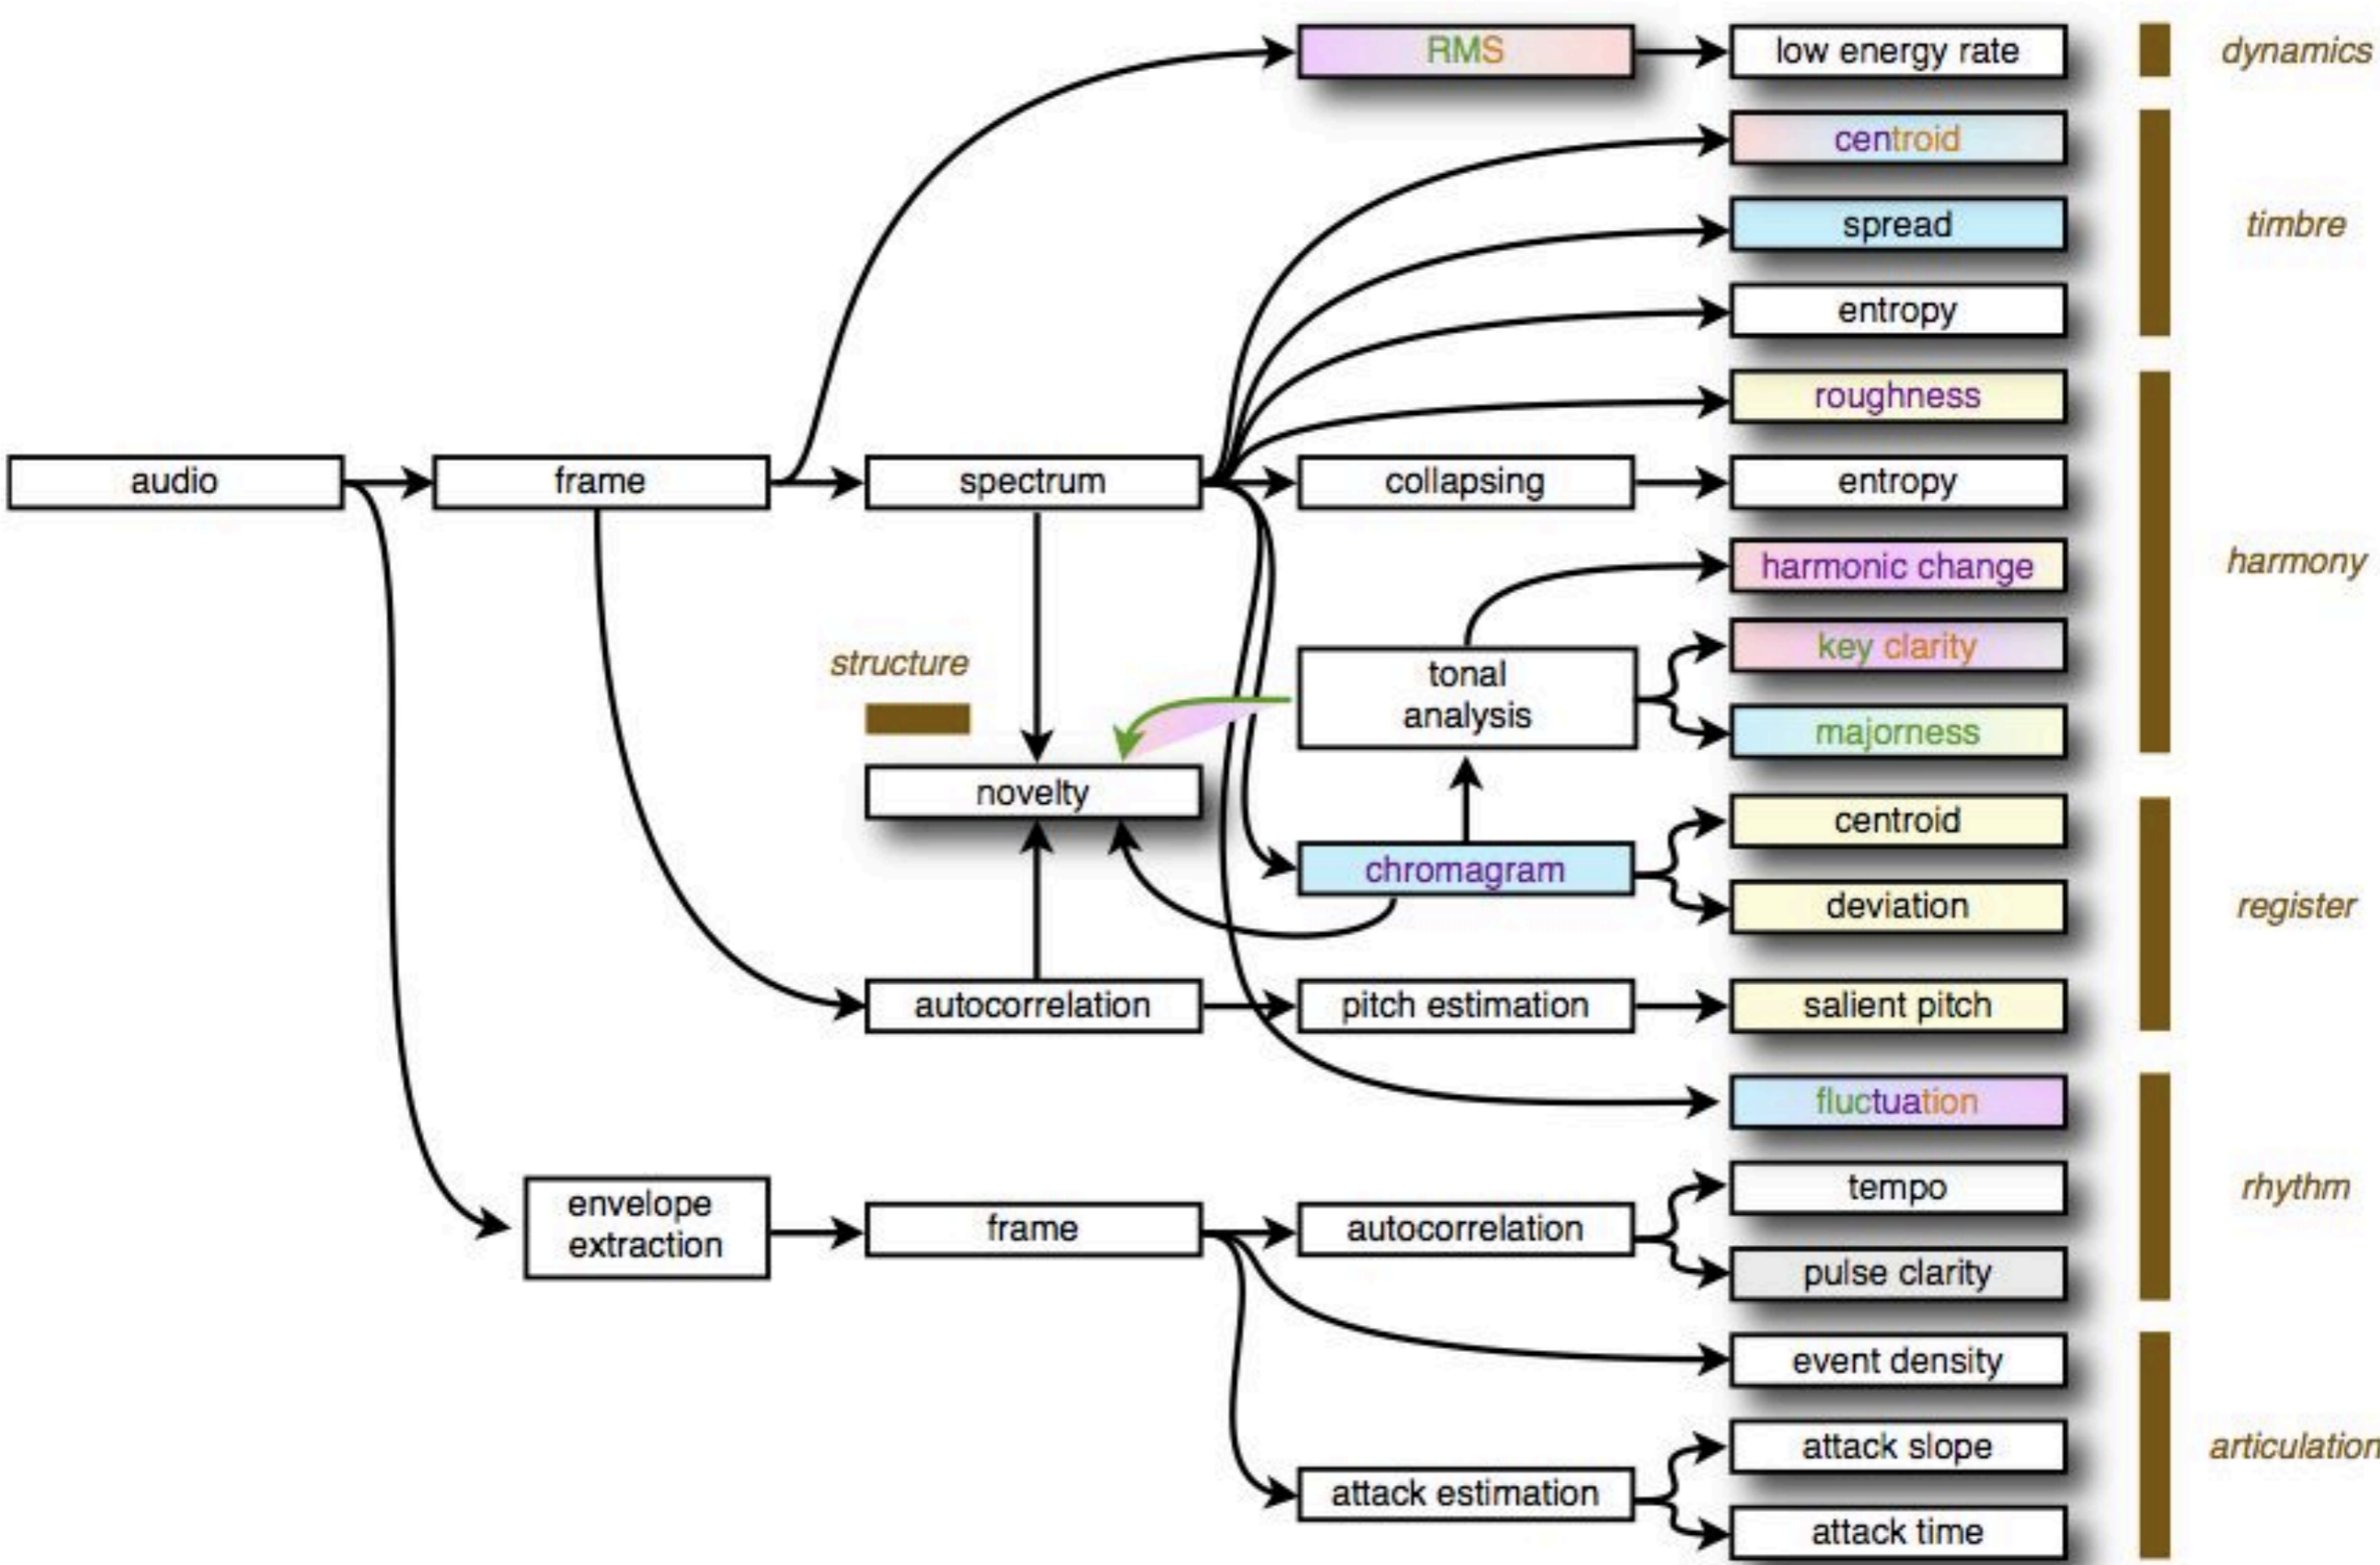 RMS
low energy rate
dynamics
centroid
spread
timbre
entropy
roughness
audio
frame
spectrum
collapsing
entropy
harmonic change
harmony
structure
tonal
analysis
key clarity
majorness
novelty
centroid
chromagram
deviation
register
autocorrelation
pitch estimation
salient pitch
fluctuation
envelope
extraction
frame
autocorrelation
tempo
rhythm
pulse clarity
event density
attack slope
articulation
attack estimation
attack time